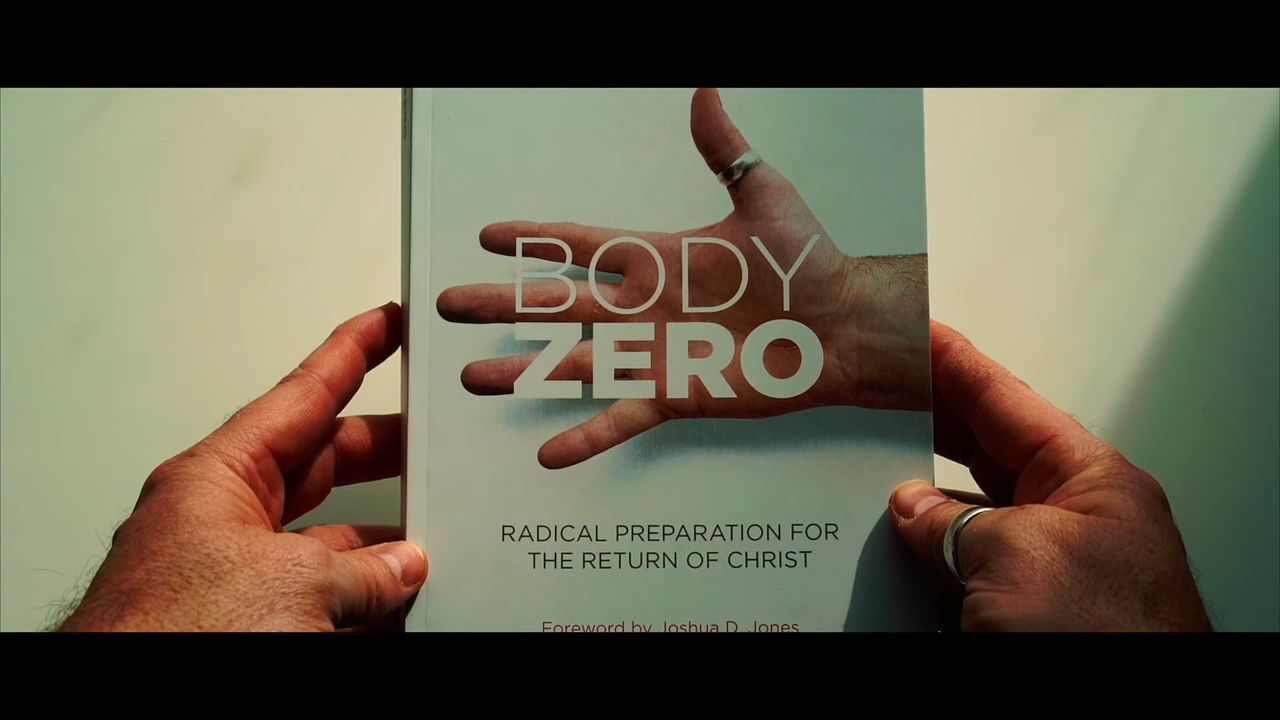 BODY
ZERO
RADICAL PREPARATION FOR
THE RETURN OF CHRIST
Foreword by Joshua D. Jones